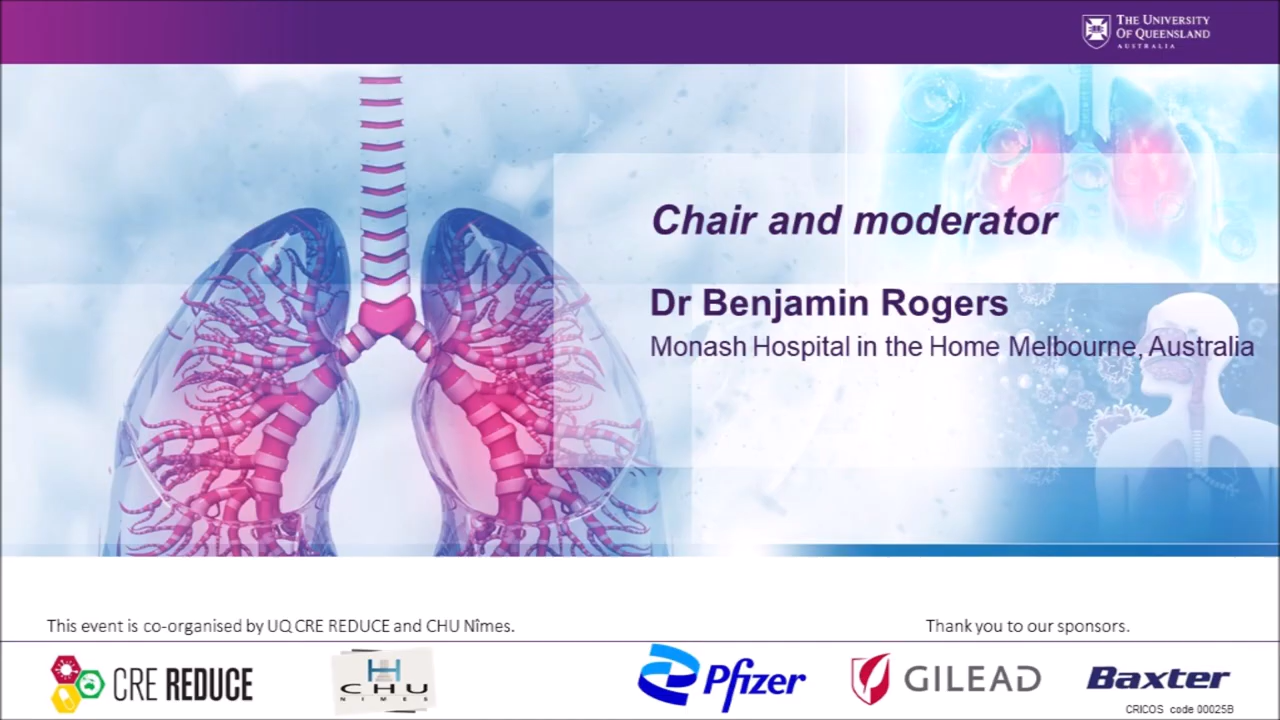 THE UNIVERSITY
OF QUEENSLAND
AUSTRALIA
Chair and moderator
Dr Benjamin Rogers
Monash Hospital in the Home Melbourne, Australia
This event is co-organised by UQ CRE REDUCE and CHU Nîmes.
Thank you to our sponsors.
CRE REDUCE
H
CHU
NIMES
Pfizer
GILEAD
Baxter
CRICOS code 00025B